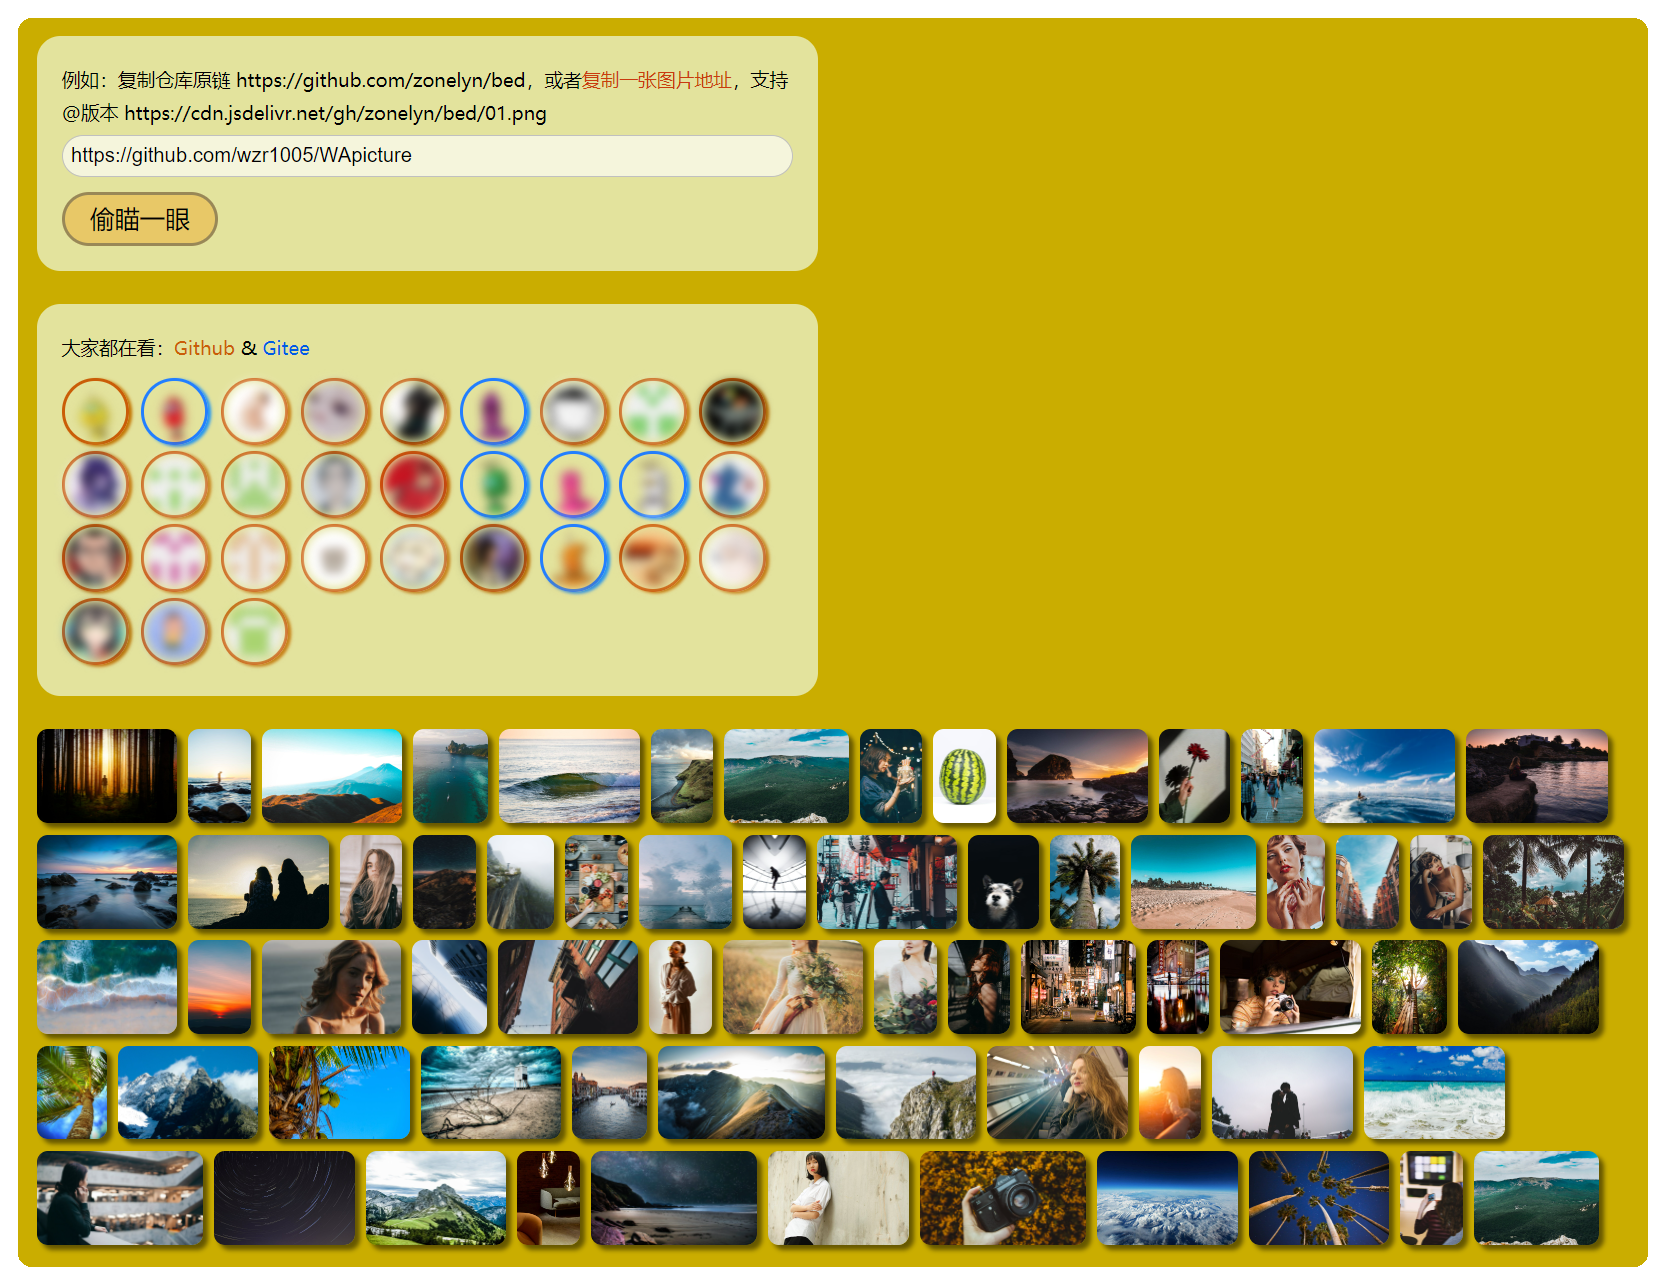 例如：复制仓库原链 https://github.com/zonelyn/bed，或者复制一张图片地址，支持
@版本 https://cdn.jsdelivr.net/gh/zonelyn/bed/01.png
https://github.com/wzr1005/WApicture
偷瞄一眼
大家都在看：Github & Gitee